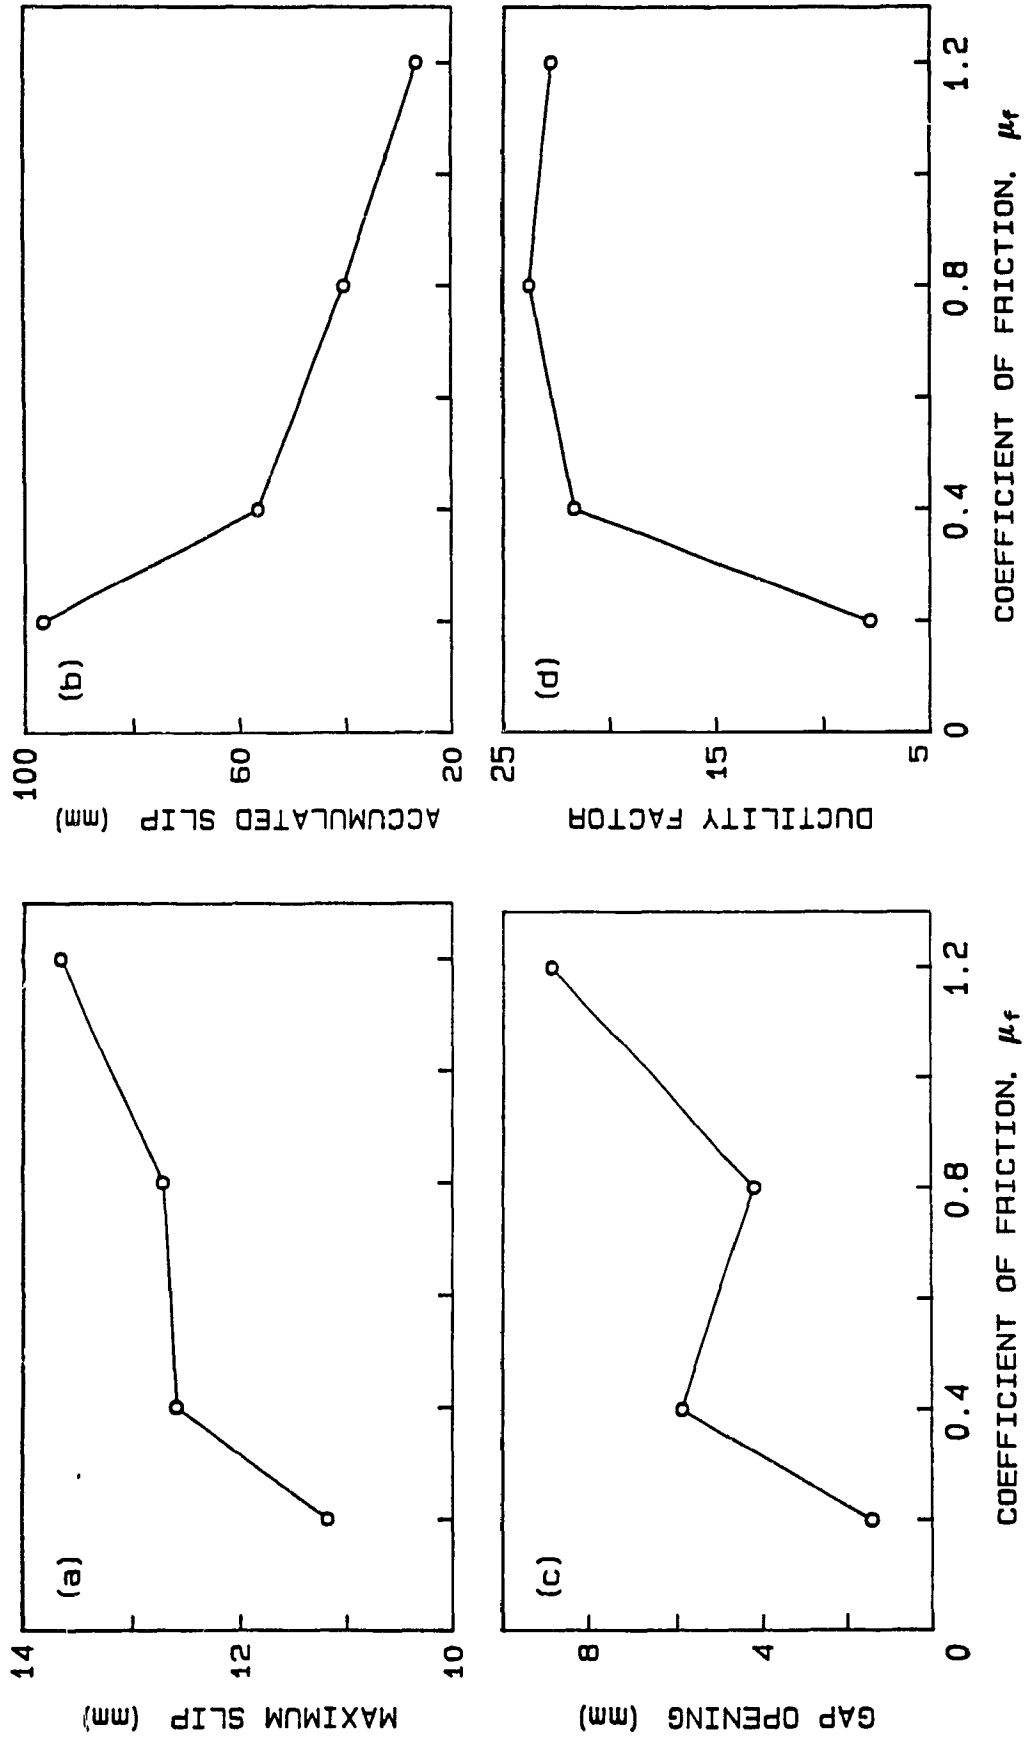 (a)
MAXIMUM SLIP (mm)
14
12
10
(b)
ACCUMULATED SLIP (mm)
100
60
20
(c)
GAP OPENING (mm)
8
4
0
0.4
0.8
1.2
COEFFICIENT OF FRICTION, μf
(d)
DUCTILITY FACTOR
25
15
5
0
0.4
0.8
1.2
COEFFICIENT OF FRICTION, μf